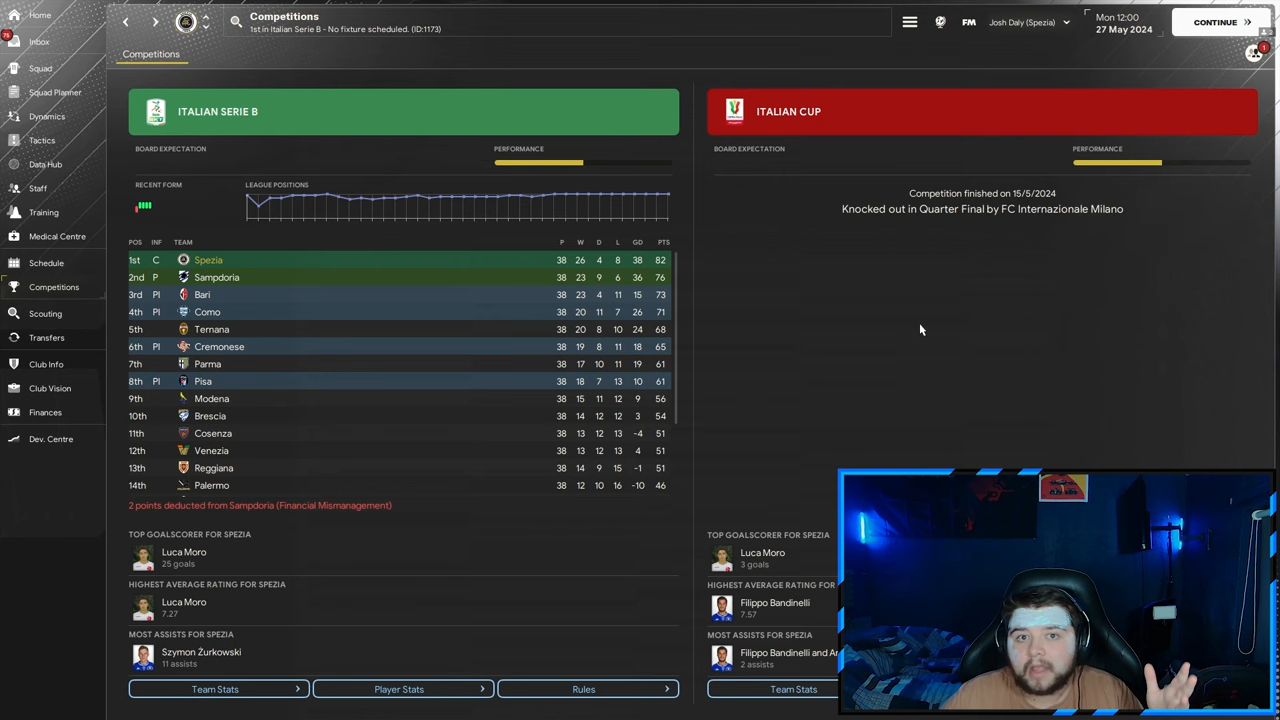 Home
Inbox
75
Squad
Squad Planner
Dynamics
Tactics
Data Hub
Staff
Training
Medical Centre
Schedule
Competitions
Scouting
Transfers
Club Info
Club Vision
Finances
Dev. Centre
Competitions
1st in Italian Serie B - No fixture scheduled. (ID:1173)
FM
Josh Daly (Spezia)
Mon 12:00
27 May 2024
CONTINUE
2
1
Competitions
ITALIAN SERIE B
BOARD EXPECTATION
PERFORMANCE
RECENT FORM
LEAGUE POSITIONS
POS INF TEAM P W D L GD PTS
1st C Spezia 38 26 4 8 38 82
2nd P Sampdoria 38 23 9 6 36 76
3rd Pl Bari 38 23 4 11 15 73
4th Pl Como 38 20 11 7 26 71
5th Ternana 38 20 8 10 24 68
6th Pl Cremonese 38 19 8 11 18 65
7th Parma 38 17 10 11 19 61
8th Pl Pisa 38 18 7 13 10 61
9th Modena 38 15 11 12 9 56
10th Brescia 38 14 12 12 3 54
11th Cosenza 38 13 12 13 -4 51
12th Venezia 38 13 12 13 4 51
13th Reggiana 38 14 9 15 -1 51
14th Palermo 38 12 10 16 -10 46
2 points deducted from Sampdoria (Financial Mismanagement)
TOP GOALSCORER FOR SPEZIA
Luca Moro
25 goals
HIGHEST AVERAGE RATING FOR SPEZIA
Luca Moro
7.27
MOST ASSISTS FOR SPEZIA
Szymon Żurkowski
11 assists
Team Stats
Player Stats
Rules
ITALIAN CUP
BOARD EXPECTATION
PERFORMANCE
Competition finished on 15/5/2024
Knocked out in Quarter Final by FC Internazionale Milano
TOP GOALSCORER FOR SPEZIA
Luca Moro
3 goals
HIGHEST AVERAGE RATING FOR
Filippo Bandinelli
7.57
MOST ASSISTS FOR SPEZIA
Filippo Bandinelli and
2 assists
Team Stats